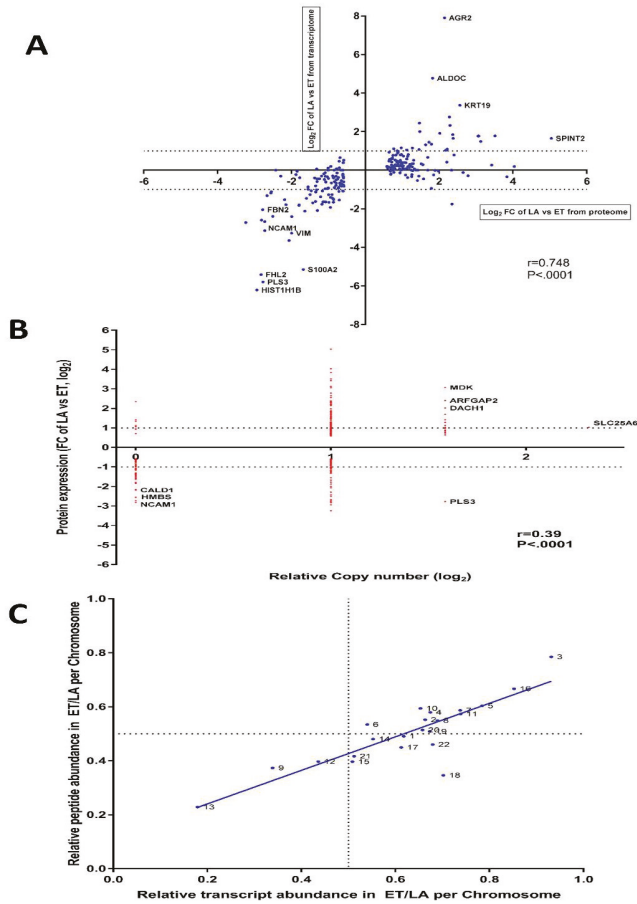 A
Log2 FC of LA vs ET from transcriptome
8
6
4
2
0
-2
-4
-6
-8
-6
-4
-2
2
4
6
AGR2
ALDOC
KRT19
SPINT2
FBN2
NCAM1
VIM
S100A2
FHL2
PLS3
HIST1H1B
Log2 FC of LA vs ET from proteome
r=0.748
P<.0001
B
Protein expression (FC of LA vs ET, log2)
6
5
4
3
2
1
0
-1
-2
-3
-4
-5
-6
0
1
2
MDK
ARFGAP2
DACH1
SLC25A6
CALD1
HMBS
NCAM1
PLS3
r=0.39
P<.0001
Relative Copy number (log2)
C
Relative peptide abundance in ET/LA per Chromosome
1.0
0.8
0.6
0.4
0.2
0.0
3
16
5
10
4
7
11
2
8
6
20
19
1
14
17
22
21
12
15
9
18
13
0.0
0.2
0.4
0.6
0.8
1.0
Relative transcript abundance in ET/LA per Chromosome